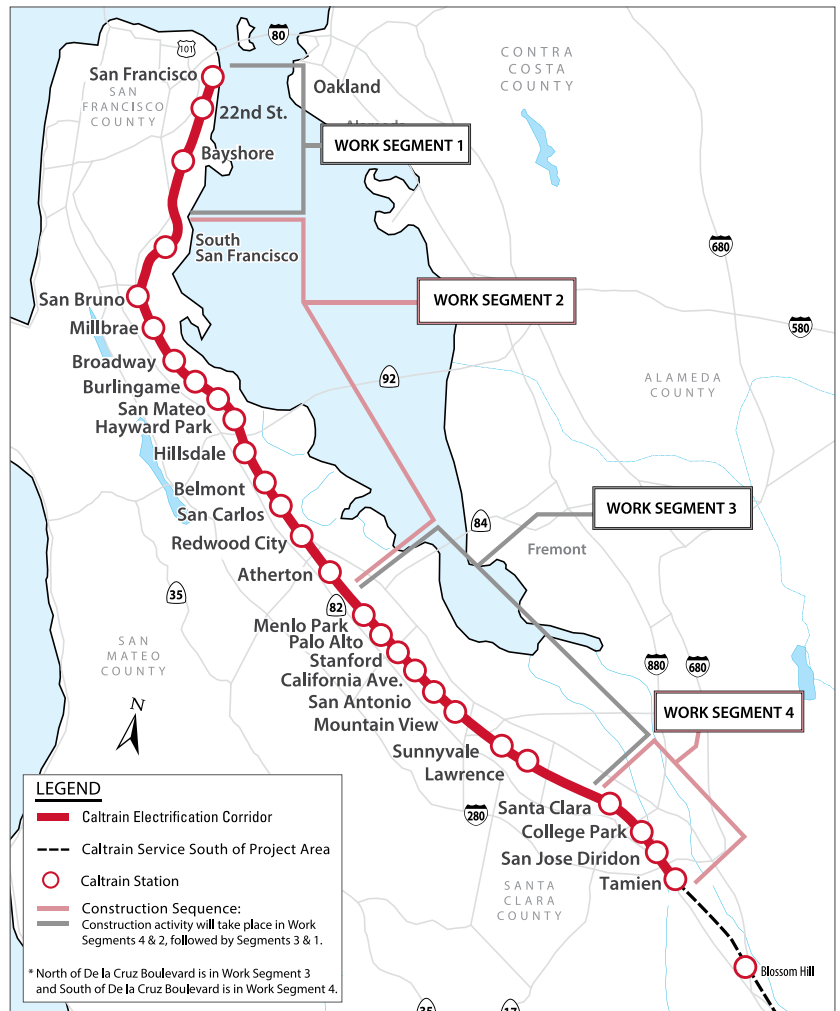 80
CONTRA
COSTA
COUNTY
101
San Francisco
SAN
FRANCISCO
COUNTY
Oakland
22nd St.
Alameda
WORK SEGMENT 1
Bayshore
South
San Francisco
680
San Bruno
WORK SEGMENT 2
Millbrae
580
Broadway
92
ALAMEDA
COUNTY
Burlingame
San Mateo
Hayward Park
Hillsdale
Belmont
San Carlos
WORK SEGMENT 3
84
Redwood City
Fremont
Atherton
35
82
Menlo Park
Palo Alto
SAN
MATEO
COUNTY
Stanford
880
680
California Ave.
San Antonio
N
WORK SEGMENT 4
Mountain View
Sunnyvale
Lawrence
280
Santa Clara
College Park
San Jose Diridon
Tamien
SANTA
CLARA
COUNTY
Blossom Hill
LEGEND
Caltrain Electrification Corridor
Caltrain Service South of Project Area
Caltrain Station
Construction Sequence:
Construction activity will take place in Work
Segments 4 & 2, followed by Segments 3 & 1.
* North of De la Cruz Boulevard is in Work Segment 3
and South of De la Cruz Boulevard is in Work Segment 4.
35
17